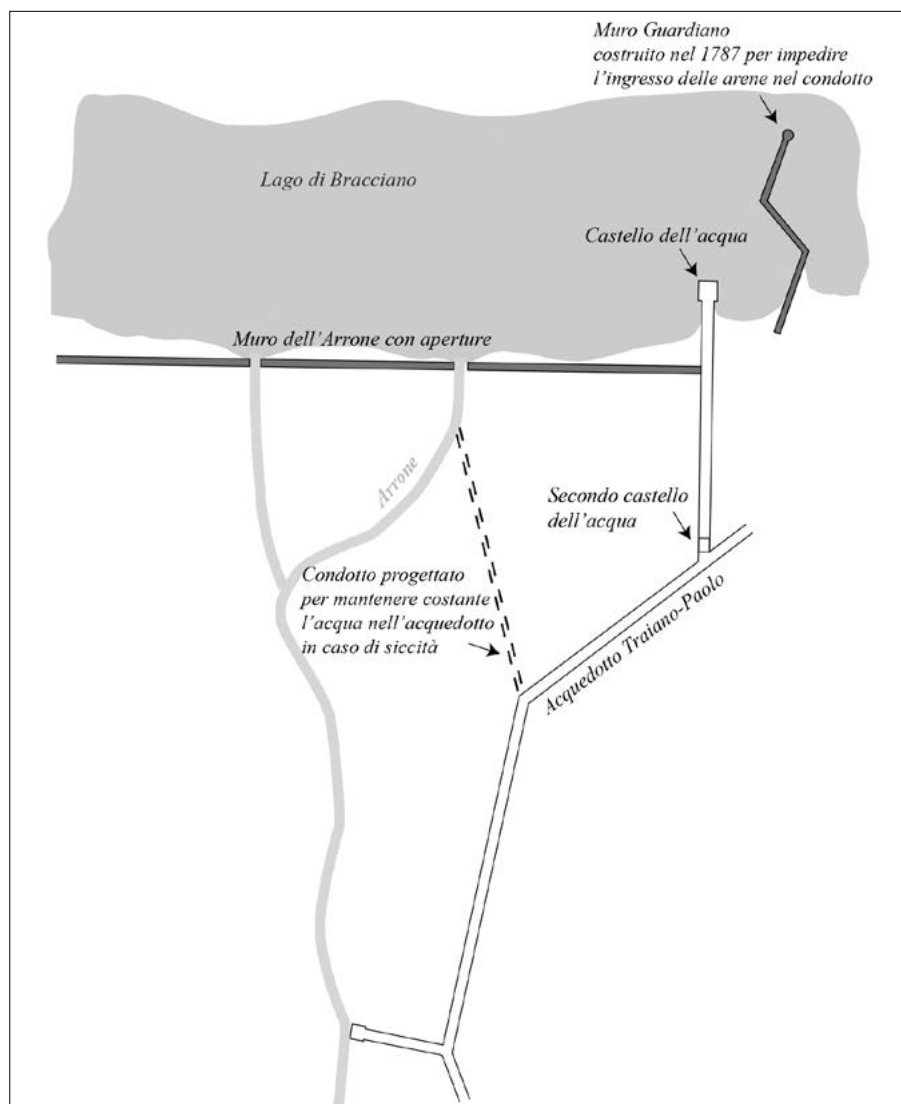 Muro Guardiano
costruito nel 1787 per impedire
l'ingresso delle arene nel condotto
Lago di Bracciano
Castello dell'acqua
Muro dell'Arrone con aperture
Arrone
Secondo castello
dell'acqua
Condotto progettato
per mantenere costante
l'acqua nell'acquedotto
in caso di siccità
Acquedotto Traiano-Paolo